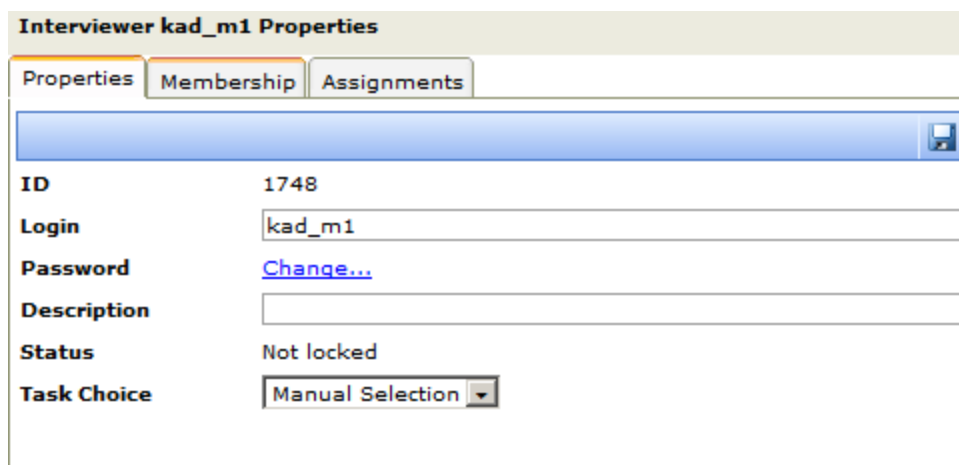 Interviewer kad_m1 Properties
Properties Membership Assignments
ID 1748
Login kad_m1
Password Change...
Description
Status Not locked
Task Choice Manual Selection